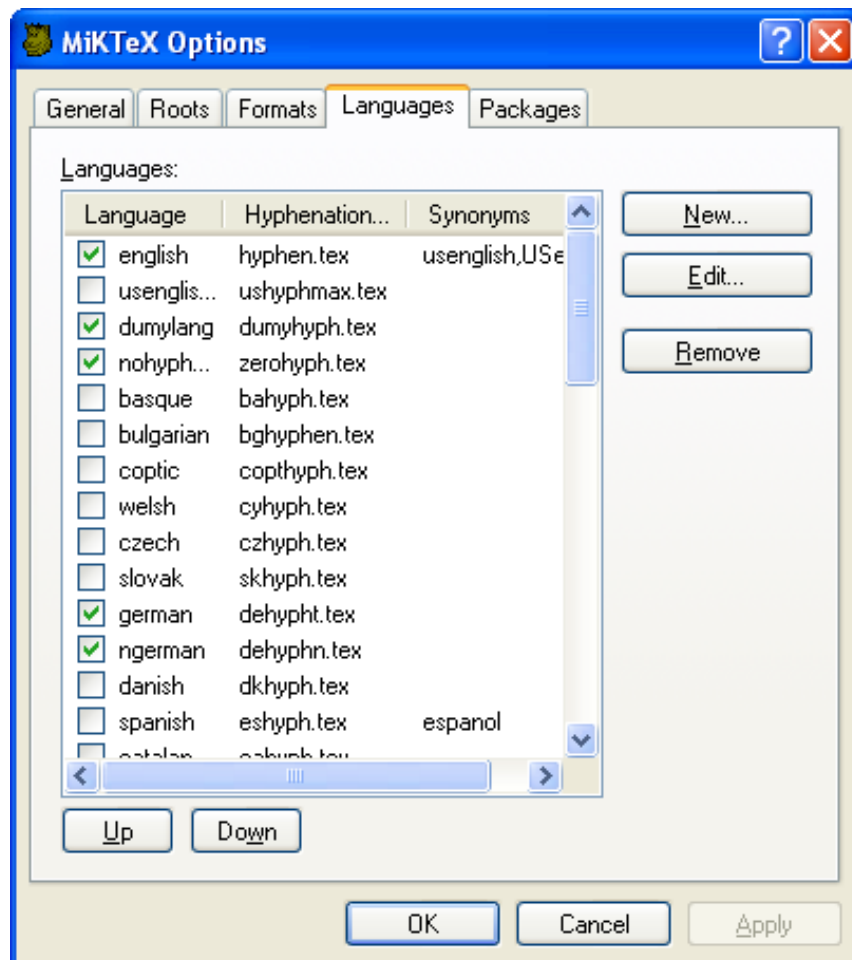 MiKTeX Options
General Roots Formats Languages Packages
Languages:
Language Hyphenation... Synonyms
New...
english hyphen.tex usenglish,USe
Edit...
usenglis... ushyphmax.tex
dumylang dumyhyph.tex
nohyph... zerohyph.tex
Remove
basque bahyph.tex
bulgarian bghyphen.tex
coptic copthyph.tex
welsh cyhyph.tex
czech czhyph.tex
slovak skhyph.tex
german dehypht.tex
ngerman dehyphn.tex
danish dkhyph.tex
spanish eshyph.tex espanol
Up Down
OK Cancel Apply